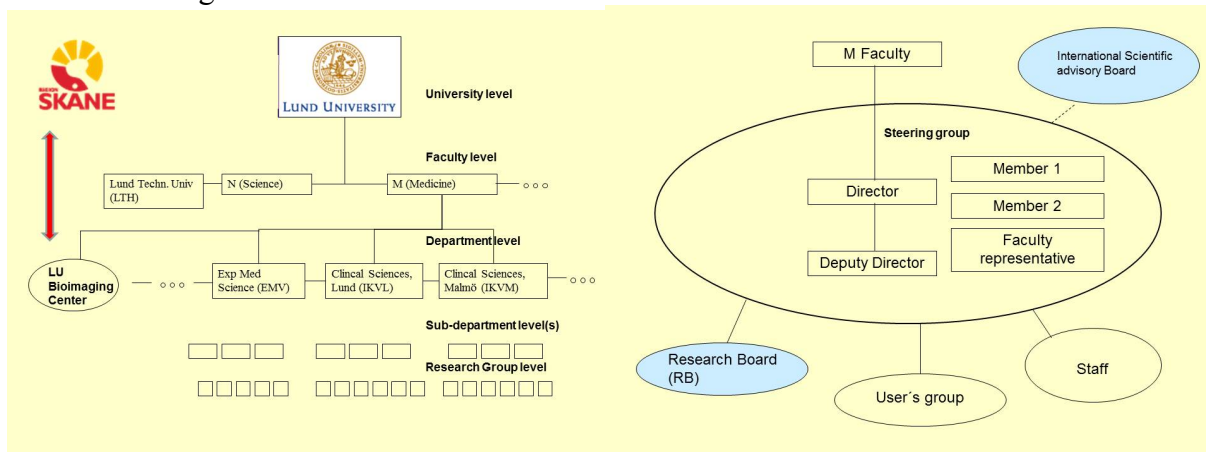 REGION
SKANE
LUND UNIVERSITY
University level
Faculty level
Lund Techn. Univ
(LTH)
N (Science)
M (Medicine)
Department level
LU
Bioimaging
Center
Exp Med
Science (EMV)
Clincal Sciences,
Lund (IKVL)
Clincal Sciences,
Malmö (IKVM)
Sub-department level(s)
Research Group level
M Faculty
International Scientific
advisory Board
Steering group
Member 1
Director
Member 2
Faculty
representative
Deputy Director
Research Board
(RB)
User´s group
Staff